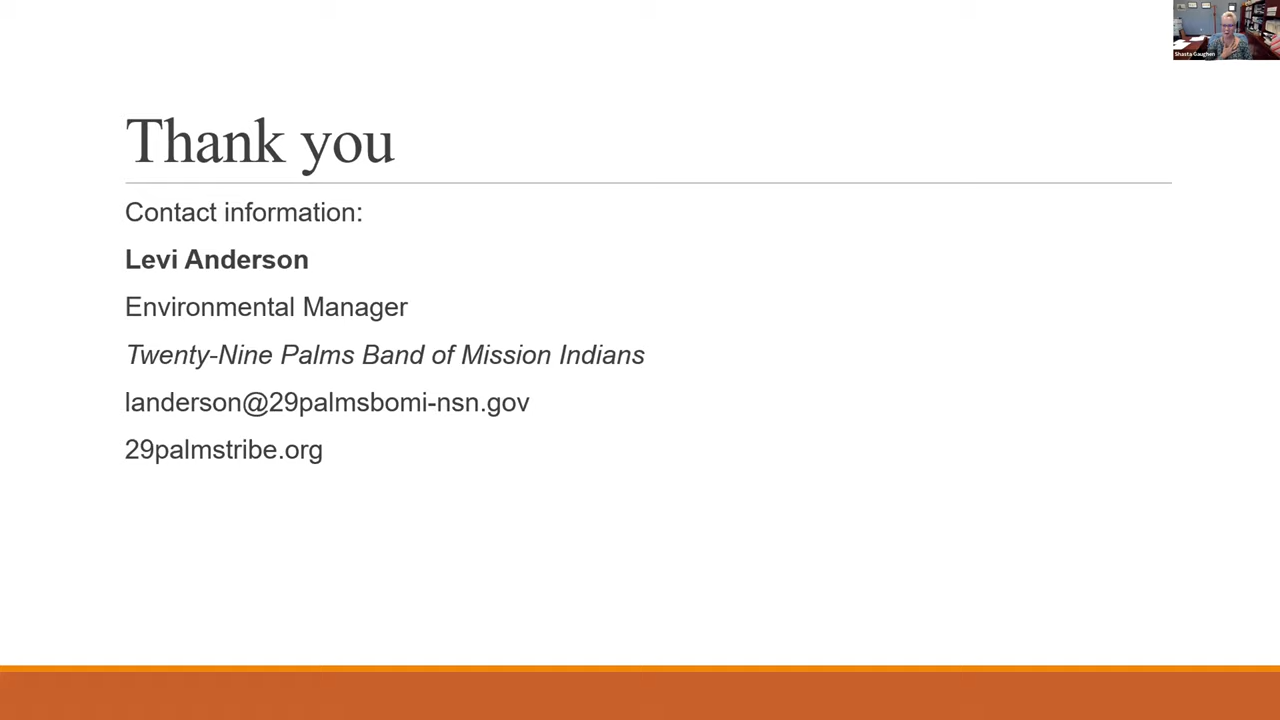 Shasta Gaughen
Thank you
Contact information:
Levi Anderson
Environmental Manager
Twenty-Nine Palms Band of Mission Indians
landerson@29palmsbomi-nsn.gov
29palmstribe.org